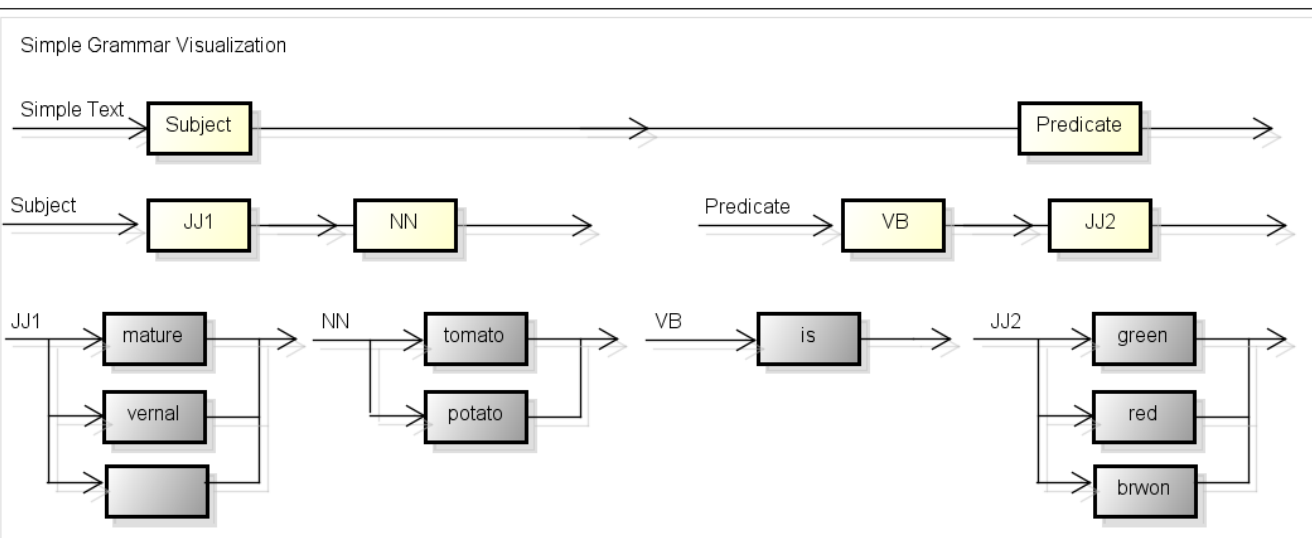 Simple Grammar Visualization
Simple Text
Subject
Predicate
Subject
JJ1
NN
Predicate
VB
JJ2
JJ1
mature
vernal
NN
tomato
potato
VB
is
JJ2
green
red
brwon